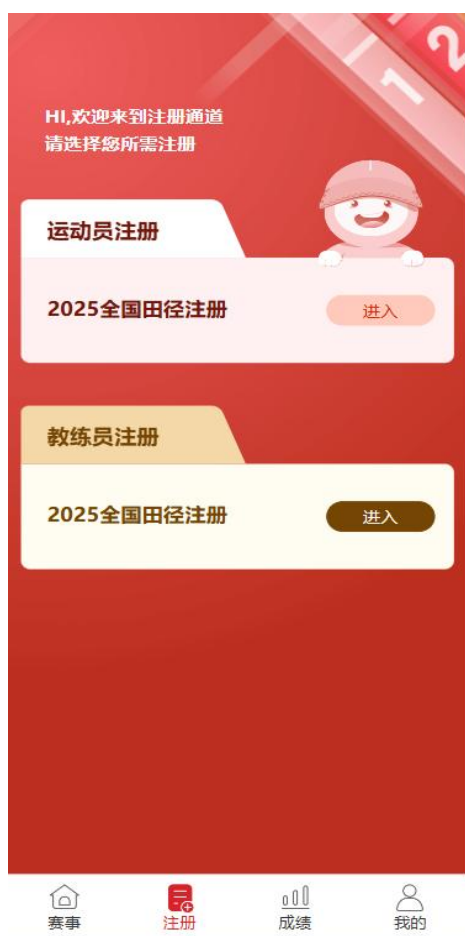 2
1
HI,欢迎来到注册通道
请选择您所需注册
运动员注册
2025全国田径注册
进入
教练员注册
2025全国田径注册
进入
赛事
注册
成绩
我的